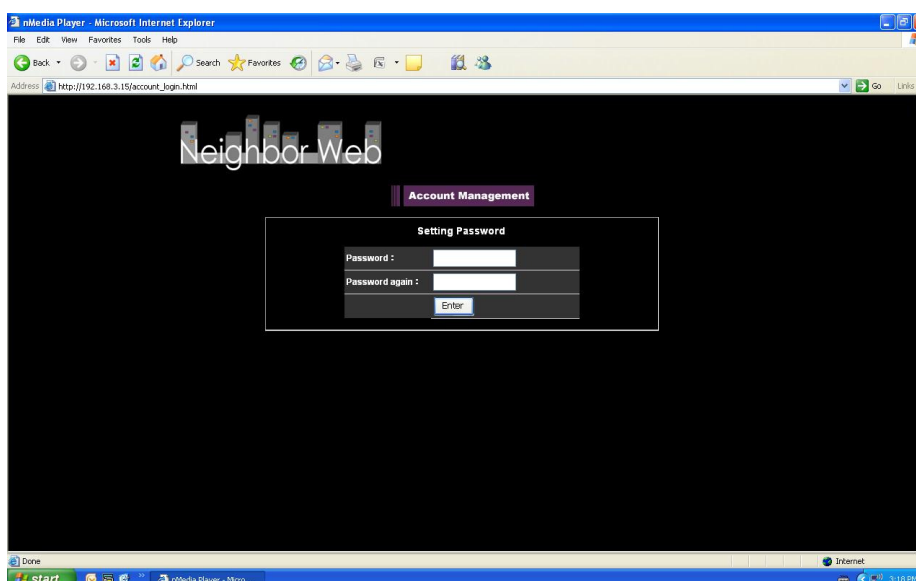 nMedia Player - Microsoft Internet Explorer
File Edit View Favorites Tools Help
Back Search Favorites
Address http://192.168.3.15/account_login.html Go Links
Neighbor Web
Account Management
Setting Password
Password :
Password again :
Enter
Done Internet
start nMedia Player - Micro... 3:18 PM